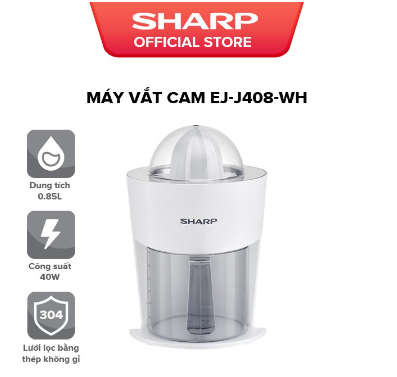 SHARP
OFFICIAL STORE
MÁY VẮT CAM EJ-J408-WH
Dung tích
0.85L
Công suất
40W
304
Lưới lọc bằng
thép không gỉ
SHARP